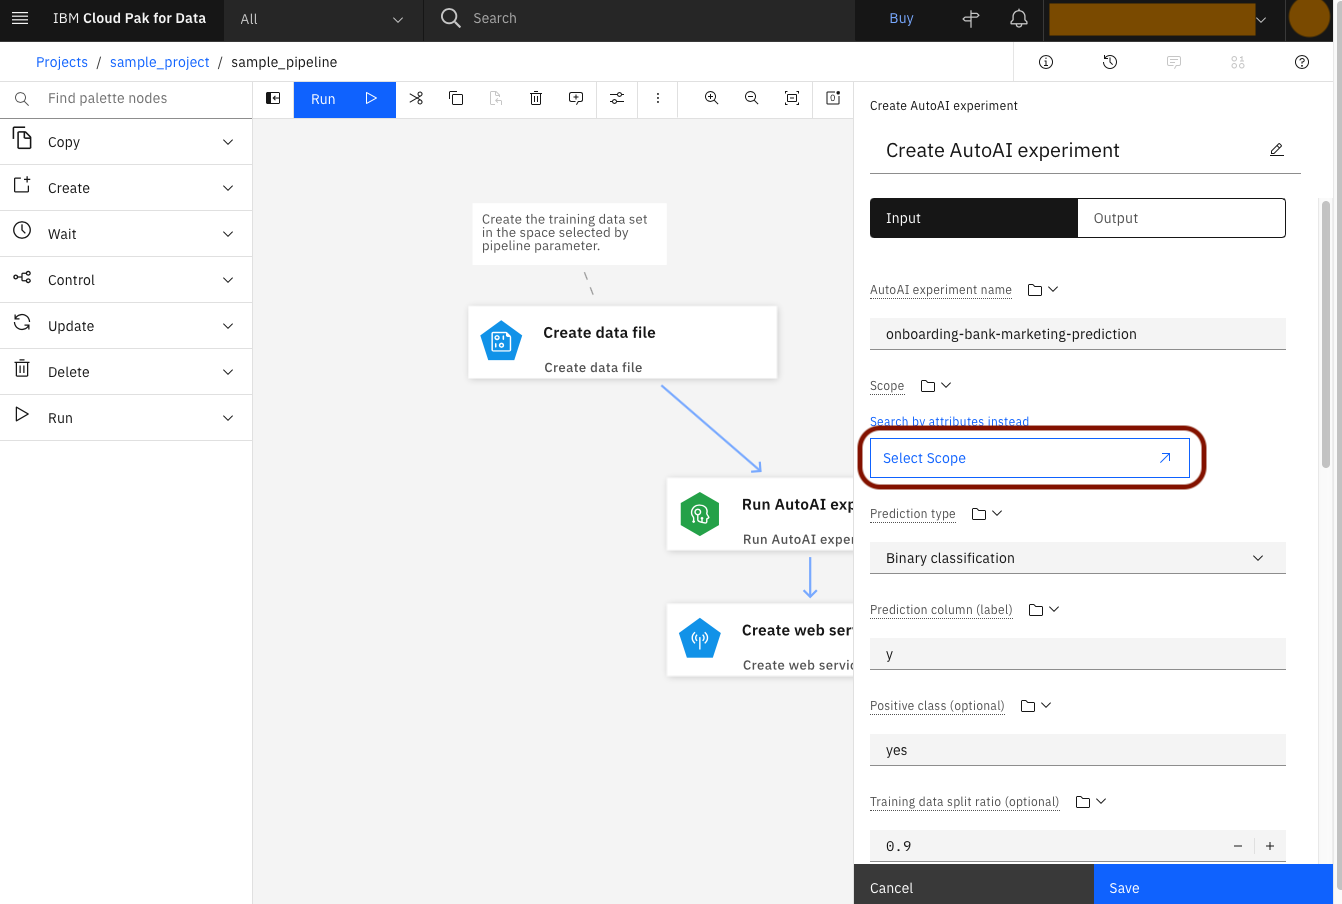 IBM Cloud Pak for Data
All
Search
Buy
Projects / sample_project / sample_pipeline
Find palette nodes
Run
Copy
Create
Wait
Control
Update
Delete
Run
Create the training data set
in the space selected by
pipeline parameter.
Create data file
Create data file
Run AutoAI exp
Run AutoAI exper
Create web ser
Create web servic
Create AutoAI experiment
Create AutoAI experiment
Input
Output
AutoAI experiment name
onboarding-bank-marketing-prediction
Scope
Search by attributes instead
Select Scope
Prediction type
Binary classification
Prediction column (label)
y
Positive class (optional)
yes
Training data split ratio (optional)
0.9
Cancel
Save